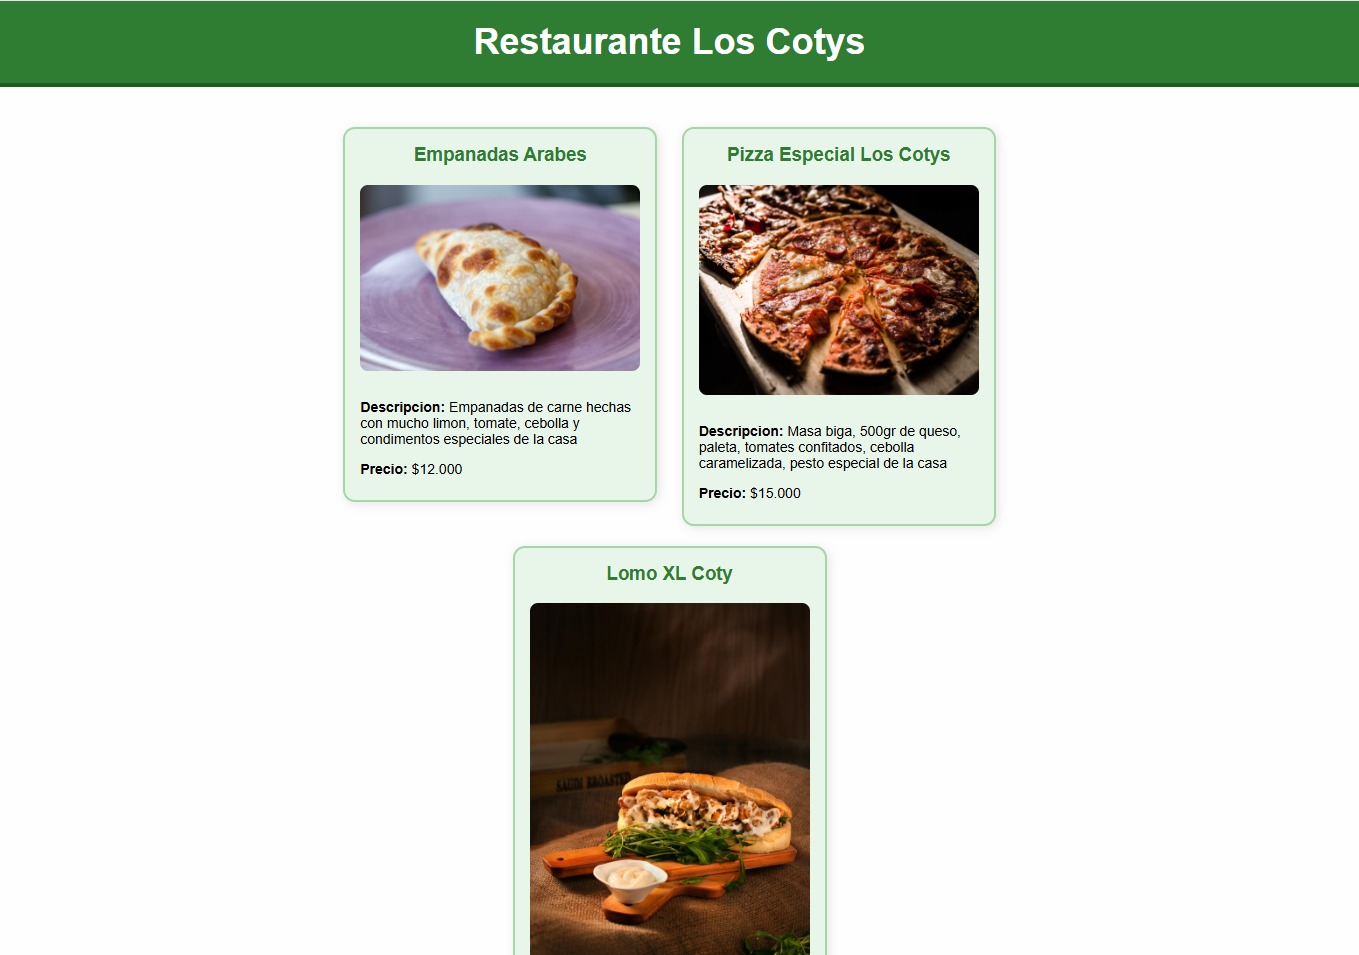 Restaurante Los Cotys
Empanadas Arabes
Descripcion: Empanadas de carne hechas
con mucho limon, tomate, cebolla y
condimentos especiales de la casa
Precio: $12.000
Pizza Especial Los Cotys
Descripcion: Masa biga, 500gr de queso,
paleta, tomates confitados, cebolla
caramelizada, pesto especial de la casa
Precio: $15.000
Lomo XL Coty
SAUDI ROASTED